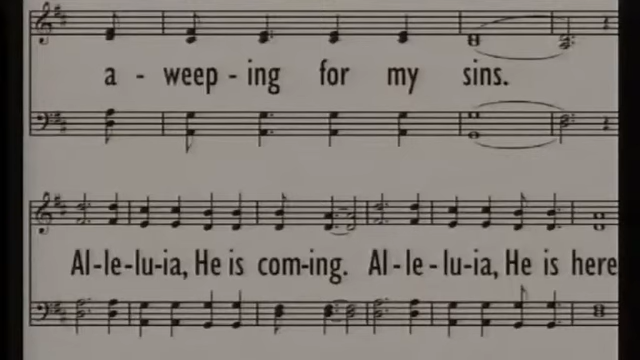 a - weep - ing for my sins.
Al-le-lu-ia, He is com-ing. Al-le-lu-ia, He is here